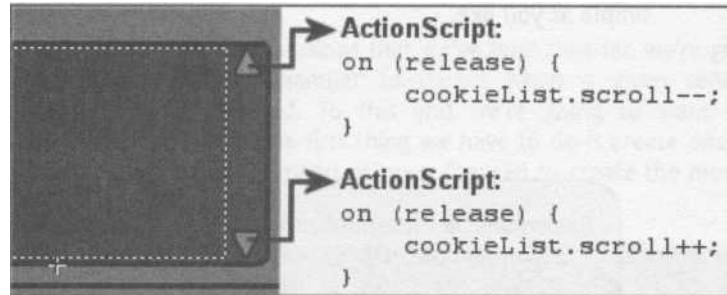 ActionScript:
on (release) {
cookieList.scroll--;
}
ActionScript:
on (release) {
cookieList.scroll++;
}